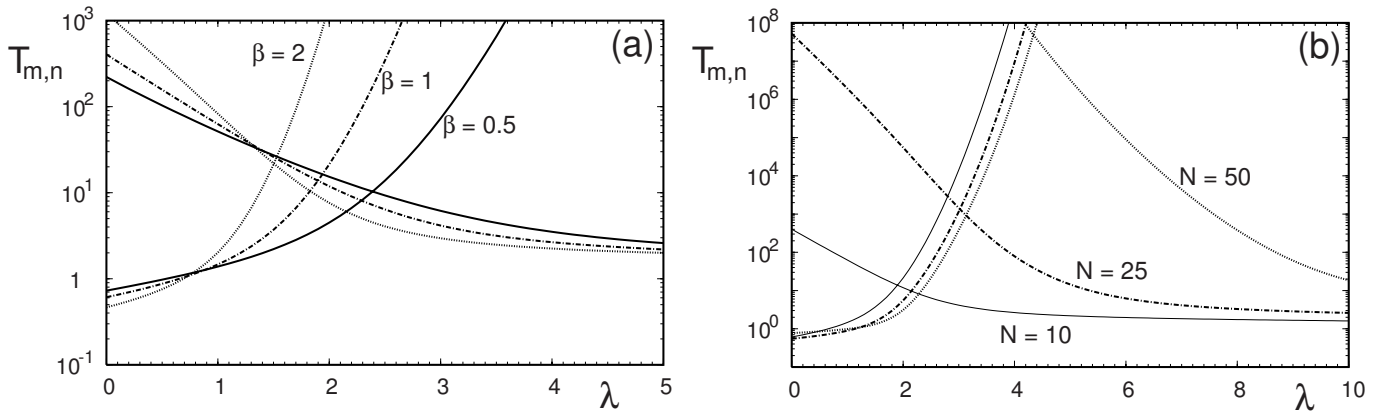 (a)
T_{m,n}
10^3
10^2
10^1
1
10^{-1}
β = 2
β = 1
β = 0.5
0 1 2 3 4 5
λ
(b)
T_{m,n}
10^8
10^6
10^4
10^2
10^0
N = 50
N = 25
N = 10
0 2 4 6 8 10
λ